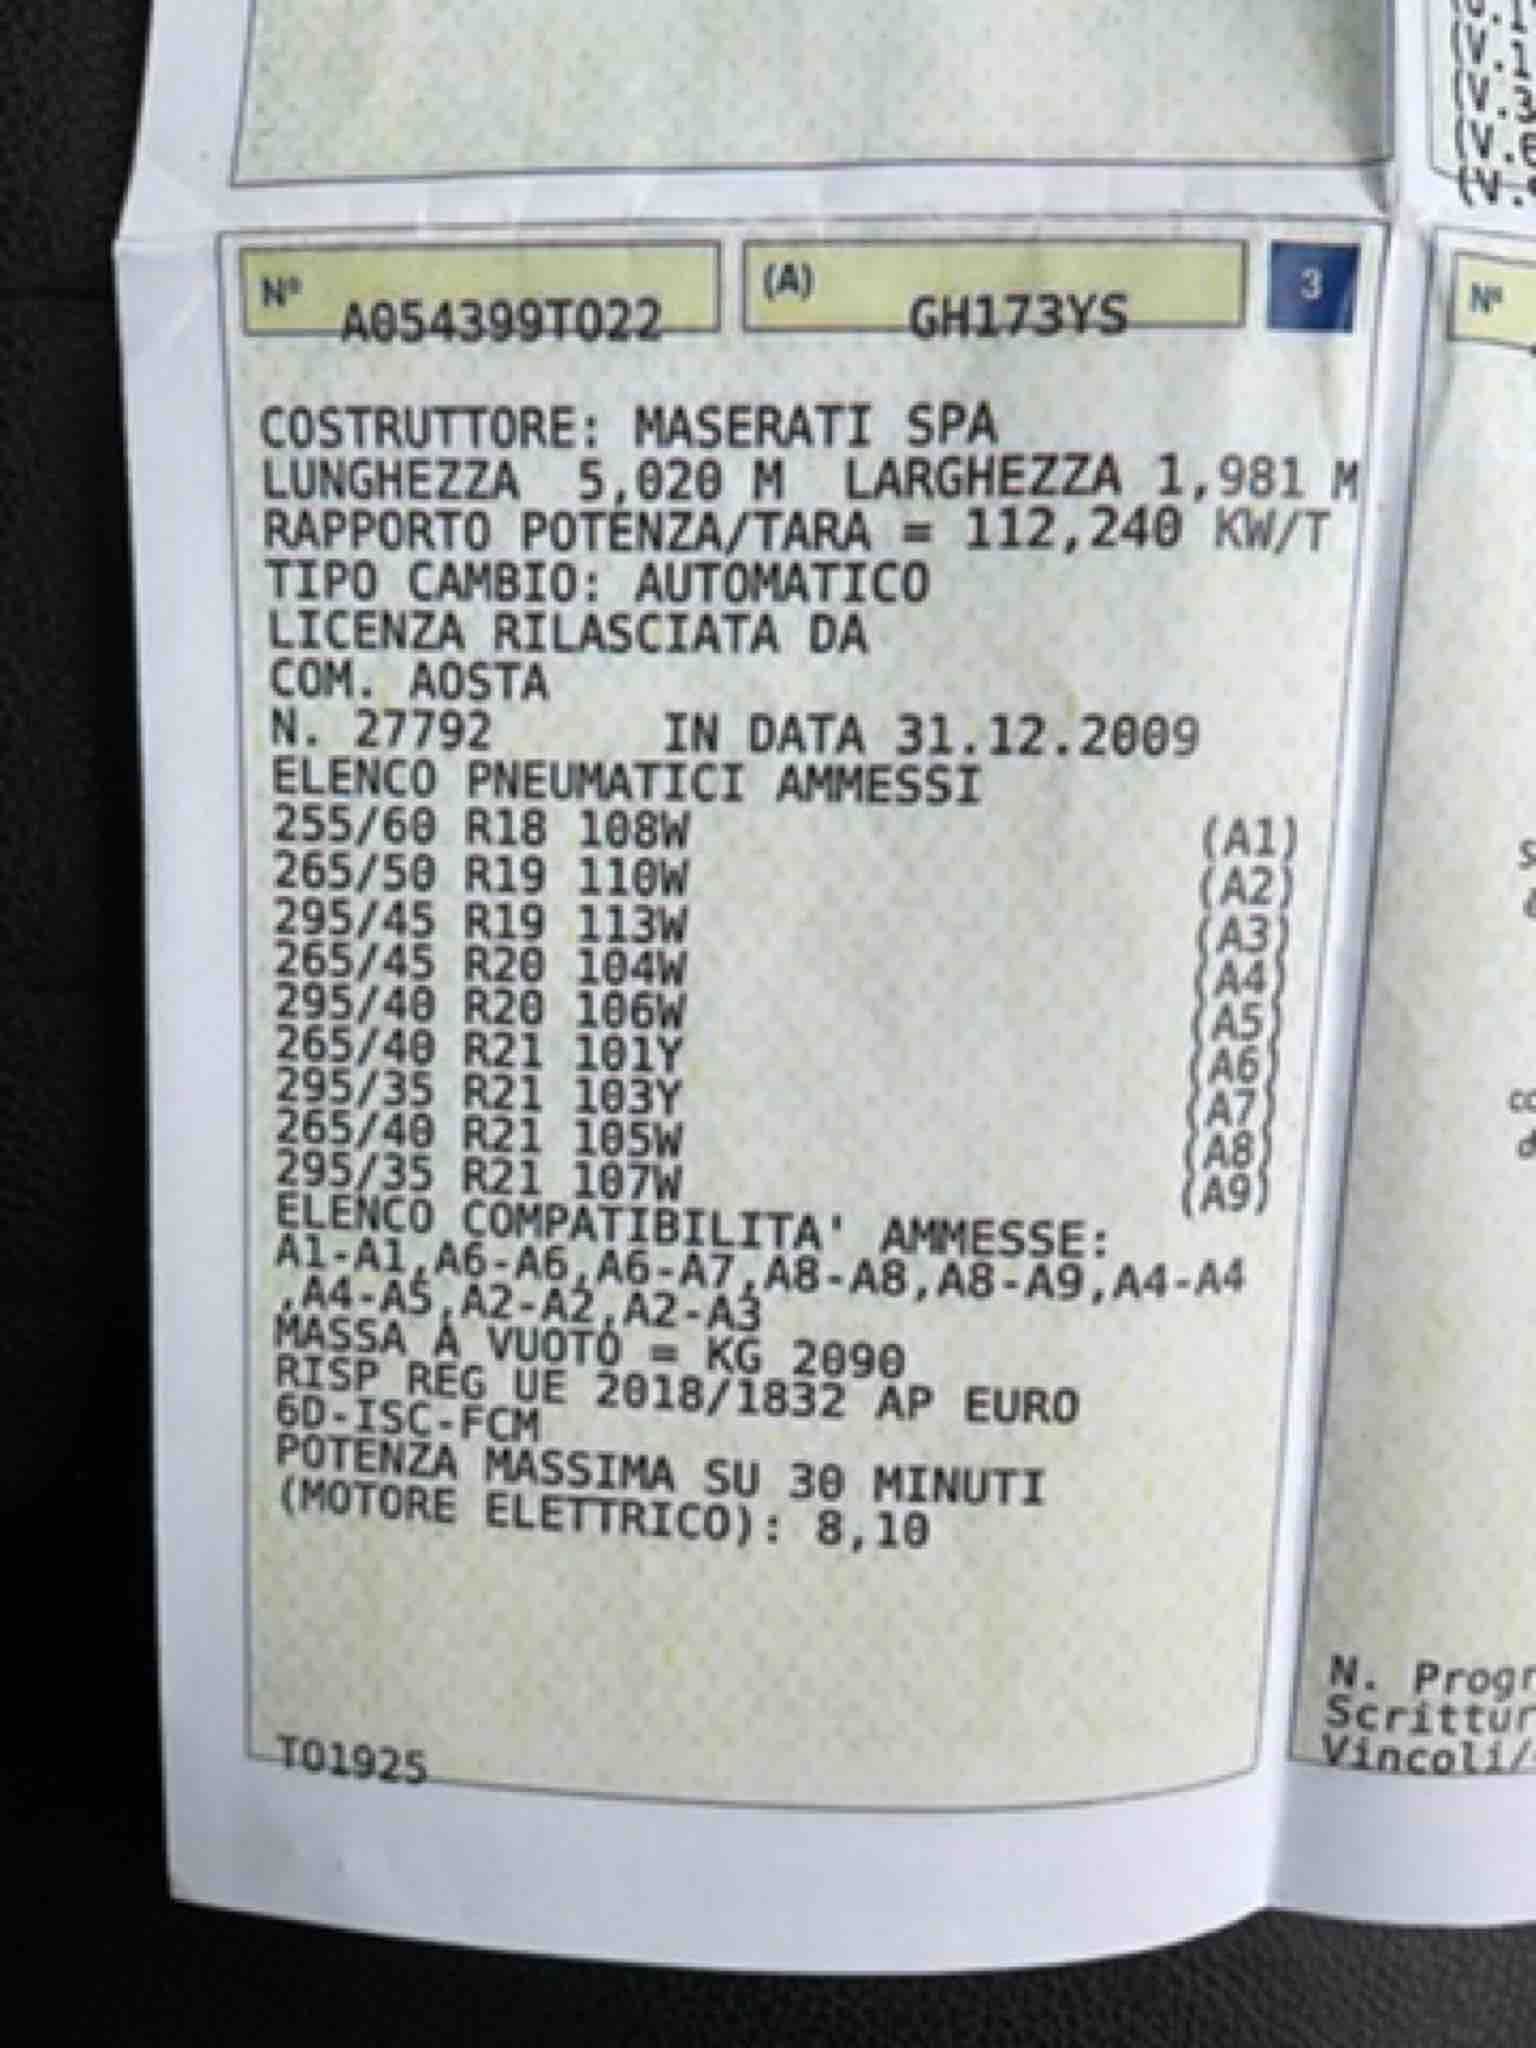 Nº A054399TO22 (A) GH173YS 3
COSTRUTTORE: MASERATI SPA
LUNGHEZZA 5,020 M LARGHEZZA 1,981 M
RAPPORTO POTENZA/TARA = 112,240 KW/T
TIPO CAMBIO: AUTOMATICO
LICENZA RILASCIATA DA
COM. AOSTA
N. 27792 IN DATA 31.12.2009
ELENCO PNEUMATICI AMMESSI
255/60 R18 108W (A1)
265/50 R19 110W (A2)
295/45 R19 113W (A3)
265/45 R20 104W (A4)
295/40 R20 106W (A5)
265/40 R21 101Y (A6)
295/35 R21 103Y (A7)
265/40 R21 105W (A8)
295/35 R21 107W (A9)
ELENCO COMPATIBILITA' AMMESSE:
A1-A1,A6-A6,A6-A7,A8-A8,A8-A9,A4-A4
,A4-A5,A2-A2,A2-A3
MASSA A VUOTO = KG 2090
RISP REG UE 2018/1832 AP EURO
6D-ISC-FCM
POTENZA MASSIMA SU 30 MINUTI
(MOTORE ELETTRICO): 8,10
TO1925
Nº
N. Progr
Scrittur
Vincoli/